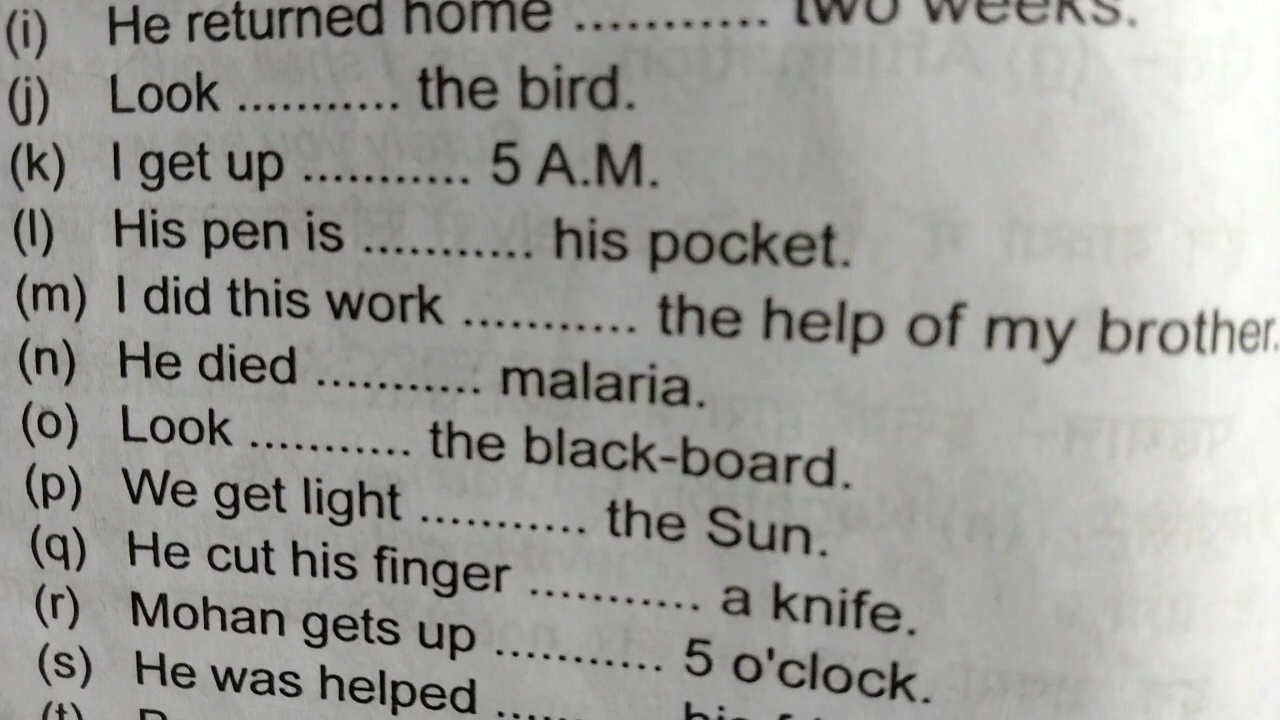 (i) He returned home ........... two weeks.
(j) Look ........... the bird.
(k) I get up ........... 5 A.M.
(l) His pen is ........... his pocket.
(m) I did this work ........... the help of my brother.
(n) He died ........... malaria.
(o) Look ........... the black-board.
(p) We get light ........... the Sun.
(q) He cut his finger ........... a knife.
(r) Mohan gets up ........... 5 o'clock.
(s) He was helped ...... his
(t)